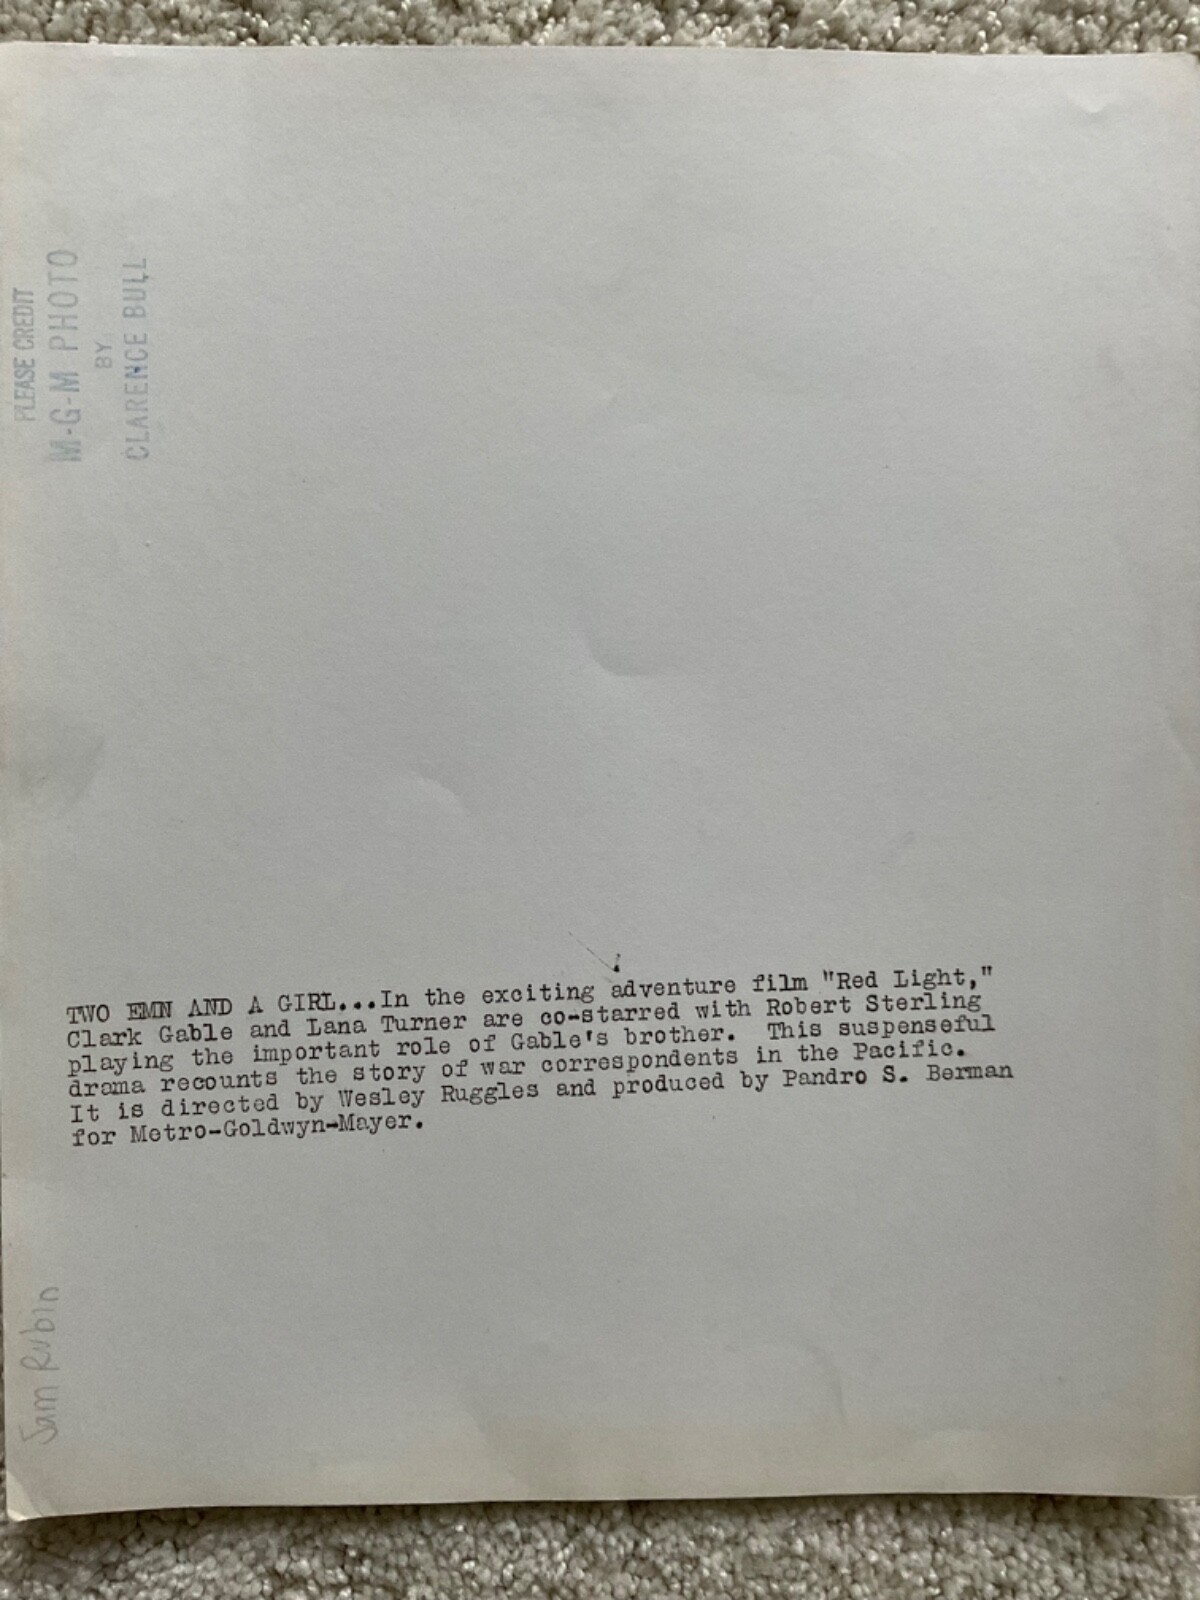 PLEASE CREDIT
M-G-M PHOTO
BY
CLARENCE BULL
TWO EMN AND A GIRL...In the exciting adventure film "Red Light,"
Clark Gable and Lana Turner are co-starred with Robert Sterling
playing the important role of Gable's brother. This suspenseful
drama recounts the story of war correspondents in the Pacific.
It is directed by Wesley Ruggles and produced by Pandro S. Berman
for Metro-Goldwyn-Mayer.
Jam Rubin